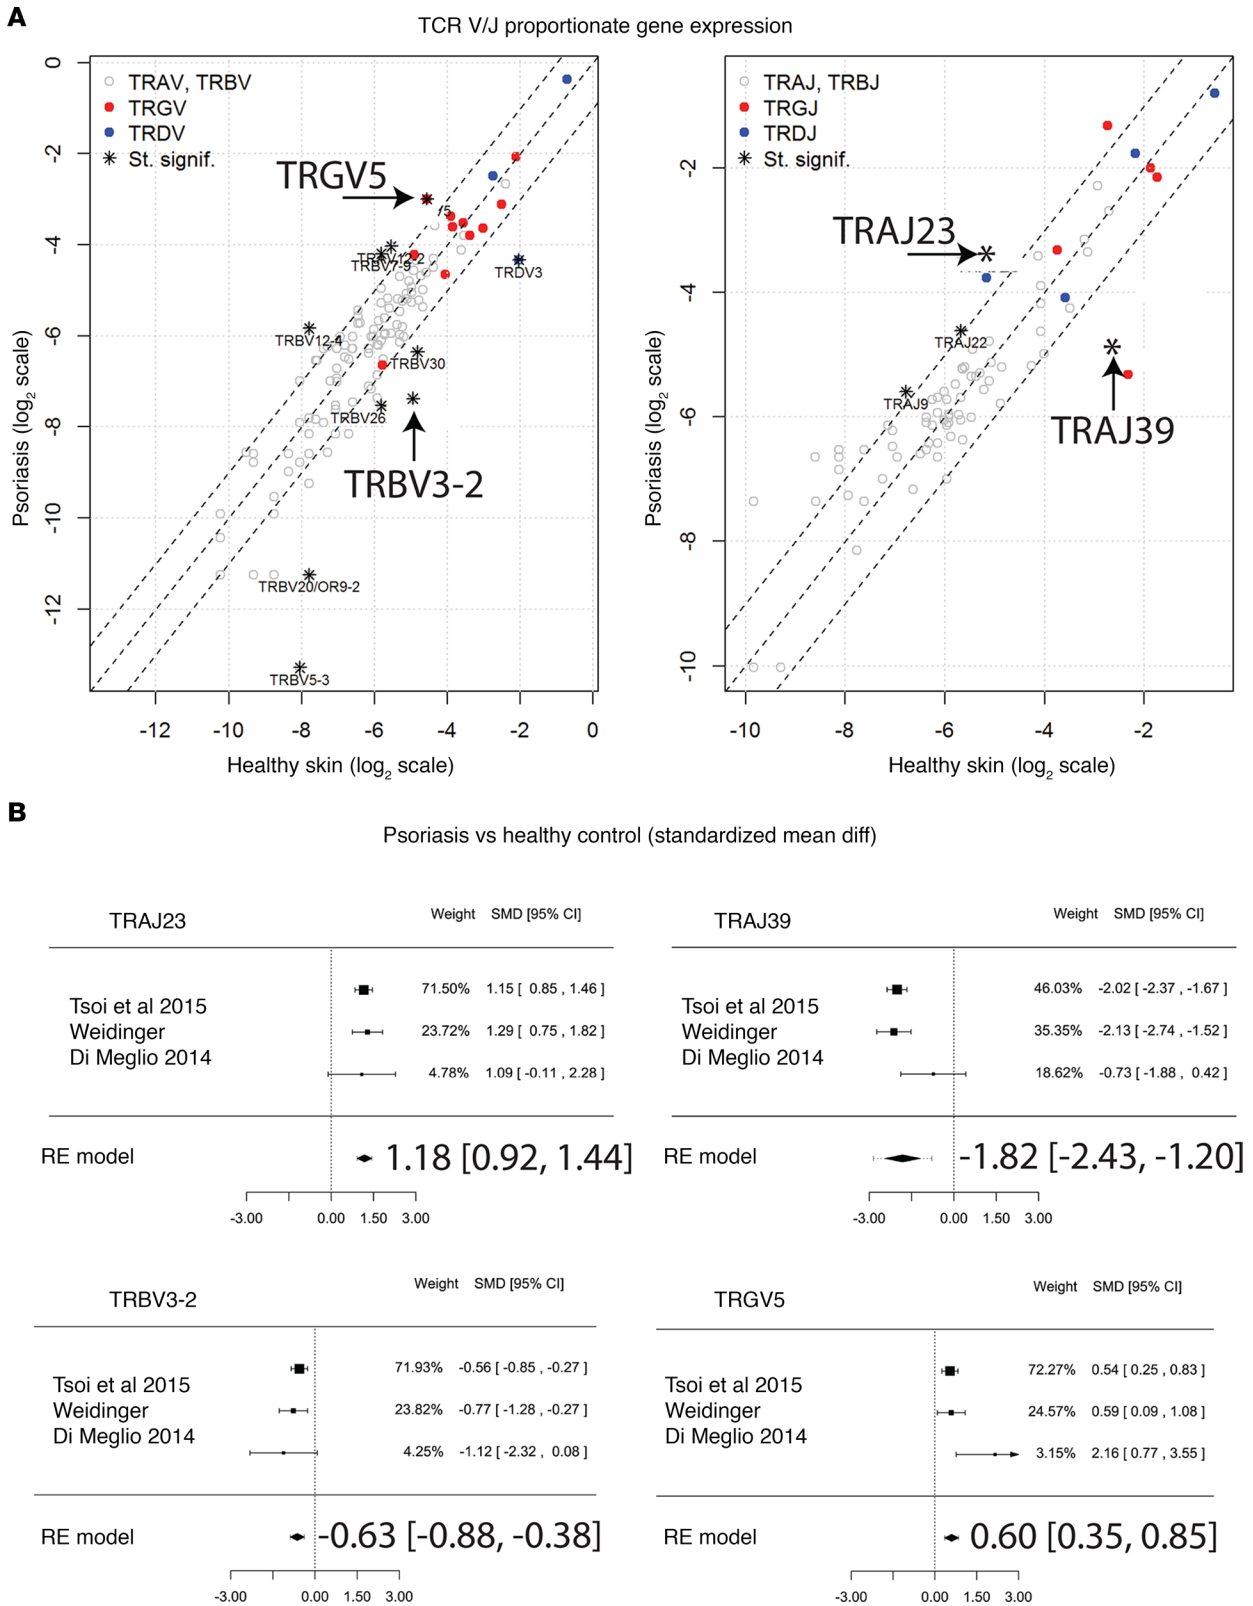 A
TCR V/J proportionate gene expression
TRAV, TRBV
TRGV
TRDV
St. signif.
TRGV5
TRBV7-9
TRDV3
TRBV12-4
TRBV30
TRBV26
TRBV3-2
TRBV20/OR9-2
TRBV5-3
0
-2
-4
-6
-8
-10
-12
Psoriasis (log2 scale)
-12 -10 -8 -6 -4 -2 0
Healthy skin (log2 scale)
TRAJ, TRBJ
TRGJ
TRDJ
St. signif.
TRAJ23
TRAJ22
TRAJ9
TRAJ39
-2
-4
-6
-8
-10
Psoriasis (log2 scale)
-10 -8 -6 -4 -2
Healthy skin (log2 scale)
B
Psoriasis vs healthy control (standardized mean diff)
TRAJ23 Weight SMD [95% CI]
Tsoi et al 2015 71.50% 1.15 [ 0.85 , 1.46 ]
Weidinger 23.72% 1.29 [ 0.75 , 1.82 ]
Di Meglio 2014 4.78% 1.09 [ -0.11 , 2.28 ]
RE model 1.18 [0.92, 1.44]
-3.00 0.00 1.50 3.00
TRAJ39 Weight SMD [95% CI]
Tsoi et al 2015 46.03% -2.02 [ -2.37 , -1.67 ]
Weidinger 35.35% -2.13 [ -2.74 , -1.52 ]
Di Meglio 2014 18.62% -0.73 [ -1.88 , 0.42 ]
RE model -1.82 [-2.43, -1.20]
-3.00 0.00 1.50 3.00
TRBV3-2 Weight SMD [95% CI]
Tsoi et al 2015 71.93% -0.56 [ -0.85 , -0.27 ]
Weidinger 23.82% -0.77 [ -1.28 , -0.27 ]
Di Meglio 2014 4.25% -1.12 [ -2.32 , 0.08 ]
RE model -0.63 [-0.88, -0.38]
-3.00 0.00 1.50 3.00
TRGV5 Weight SMD [95% CI]
Tsoi et al 2015 72.27% 0.54 [ 0.25 , 0.83 ]
Weidinger 24.57% 0.59 [ 0.09 , 1.08 ]
Di Meglio 2014 3.15% 2.16 [ 0.77 , 3.55 ]
RE model 0.60 [0.35, 0.85]
-3.00 0.00 1.50 3.00